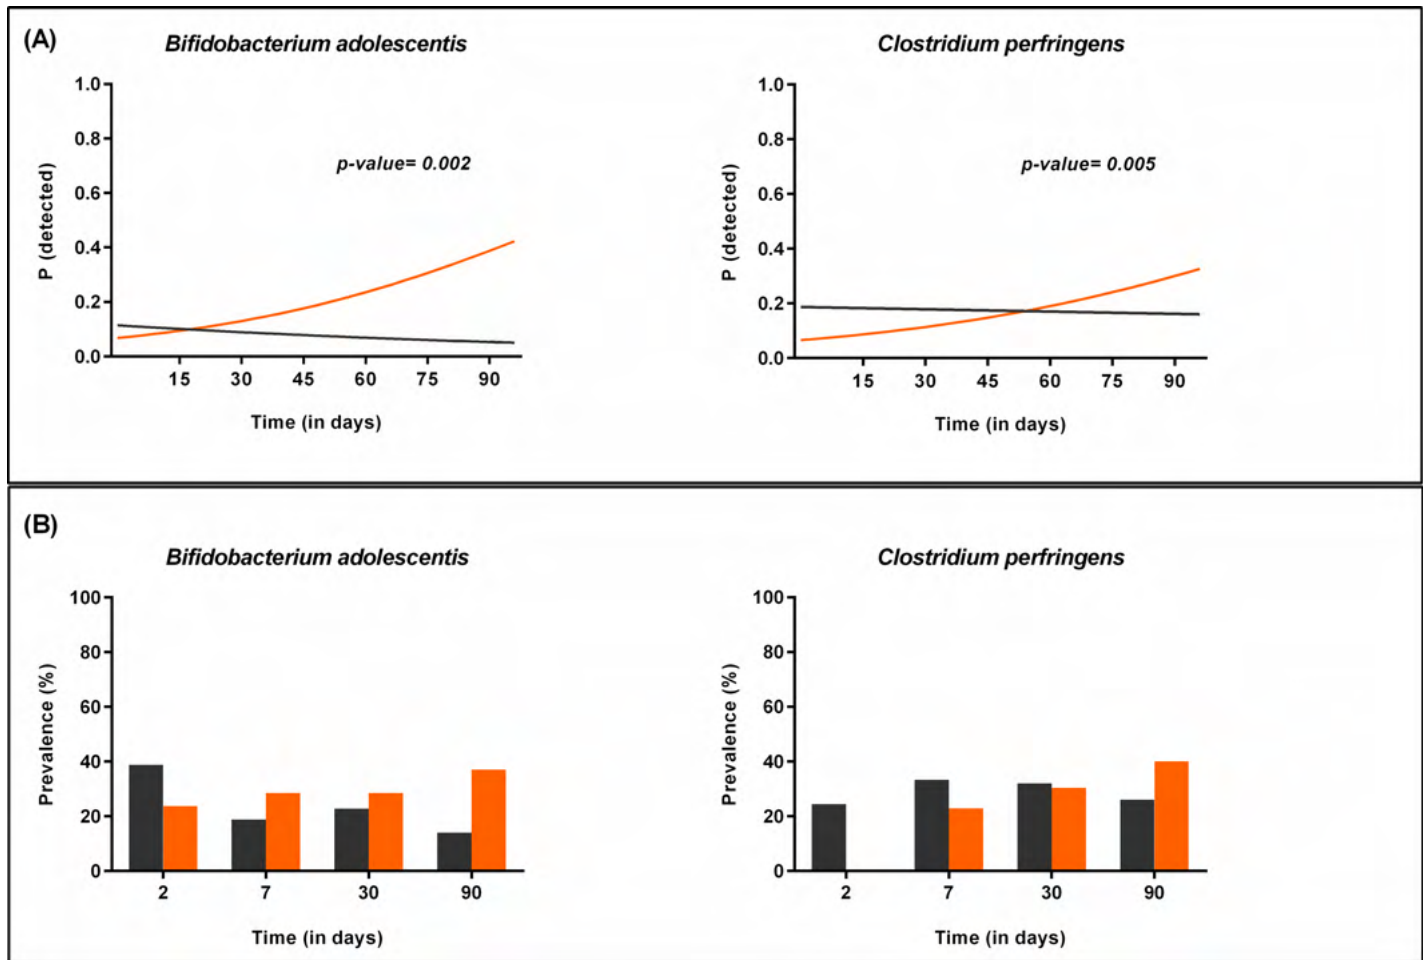 (A)
Bifidobacterium adolescentis
Clostridium perfringens
1.0
0.8
0.6
0.4
0.2
0.0
P (detected)
p-value= 0.002
15 30 45 60 75 90
Time (in days)
1.0
0.8
0.6
0.4
0.2
0.0
P (detected)
p-value= 0.005
15 30 45 60 75 90
Time (in days)
(B)
Bifidobacterium adolescentis
Clostridium perfringens
100
80
60
40
20
0
Prevalence (%)
2 7 30 90
Time (in days)
100
80
60
40
20
0
Prevalence (%)
2 7 30 90
Time (in days)